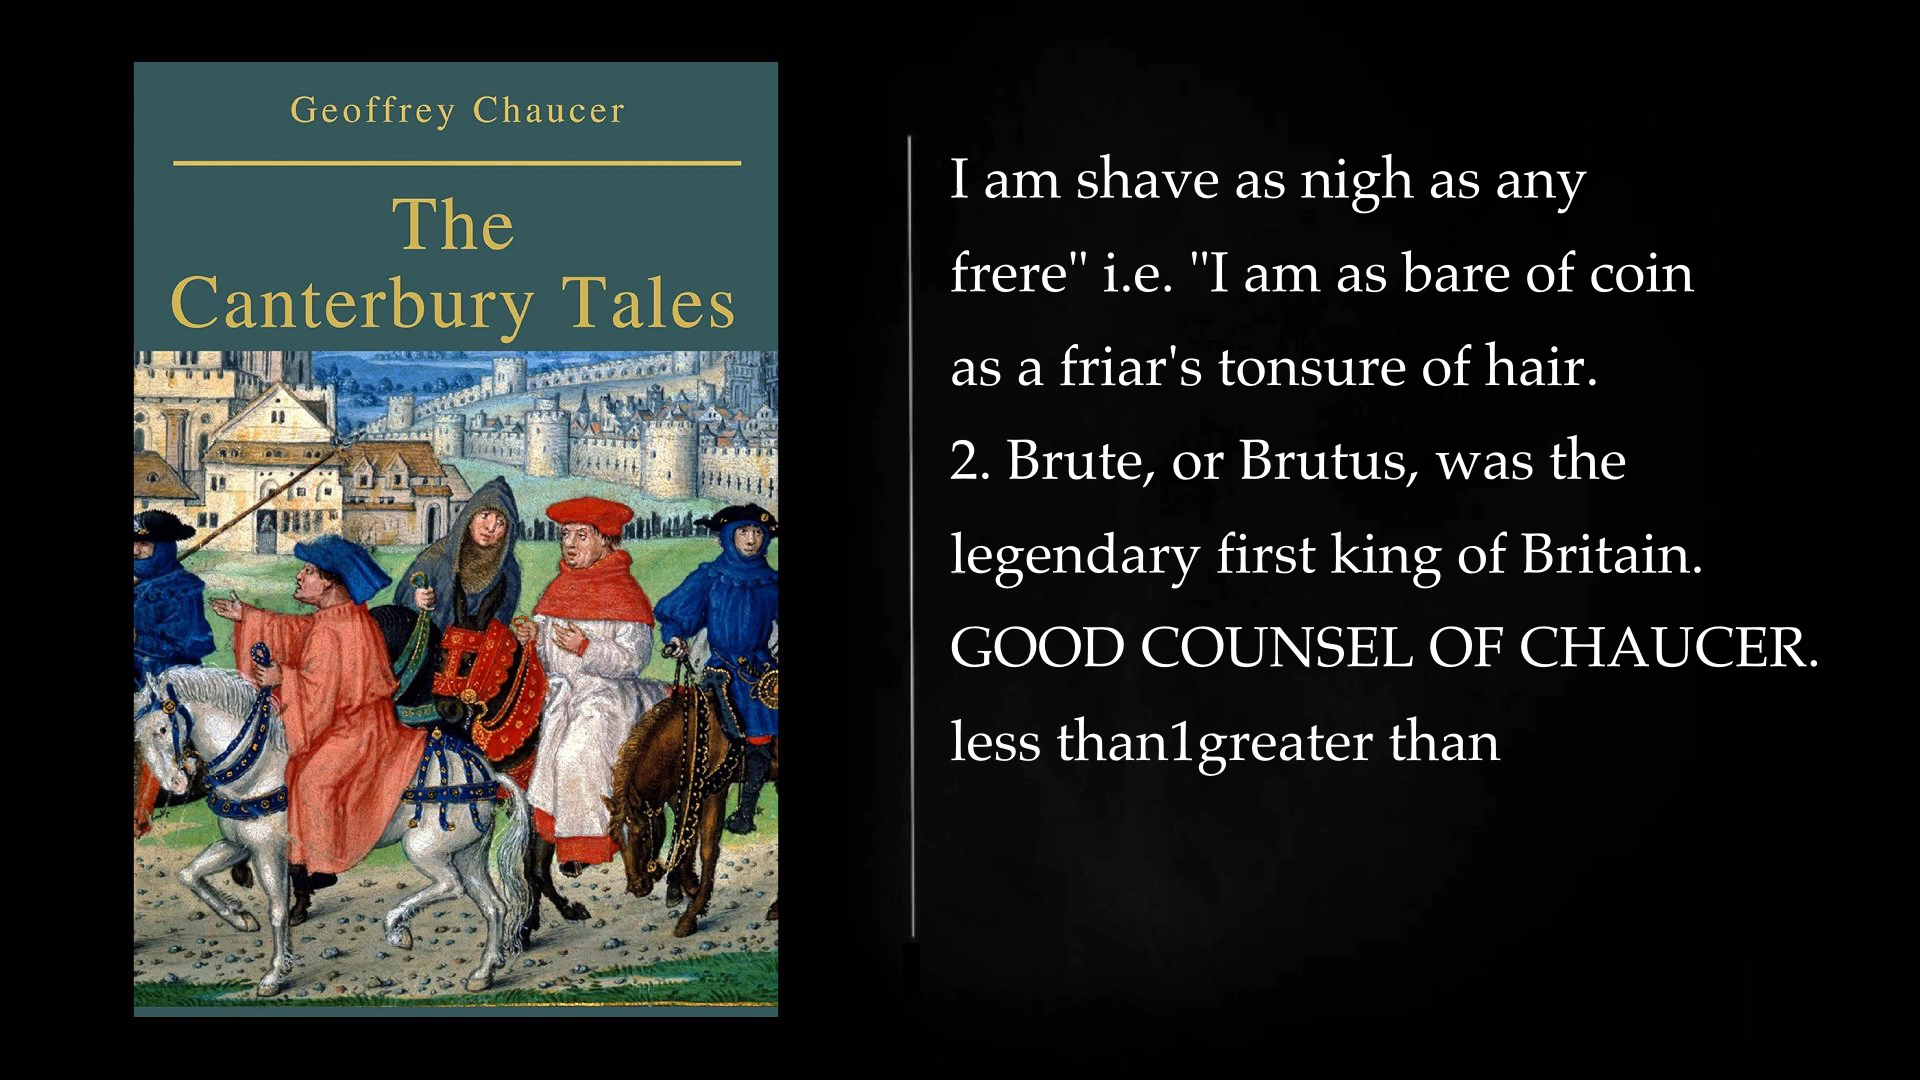 Geoffrey Chaucer
The
Canterbury Tales
I am shave as nigh as any
frere" i.e. "I am as bare of coin
as a friar's tonsure of hair.
2. Brute, or Brutus, was the
legendary first king of Britain.
GOOD COUNSEL OF CHAUCER.
less than1greater than